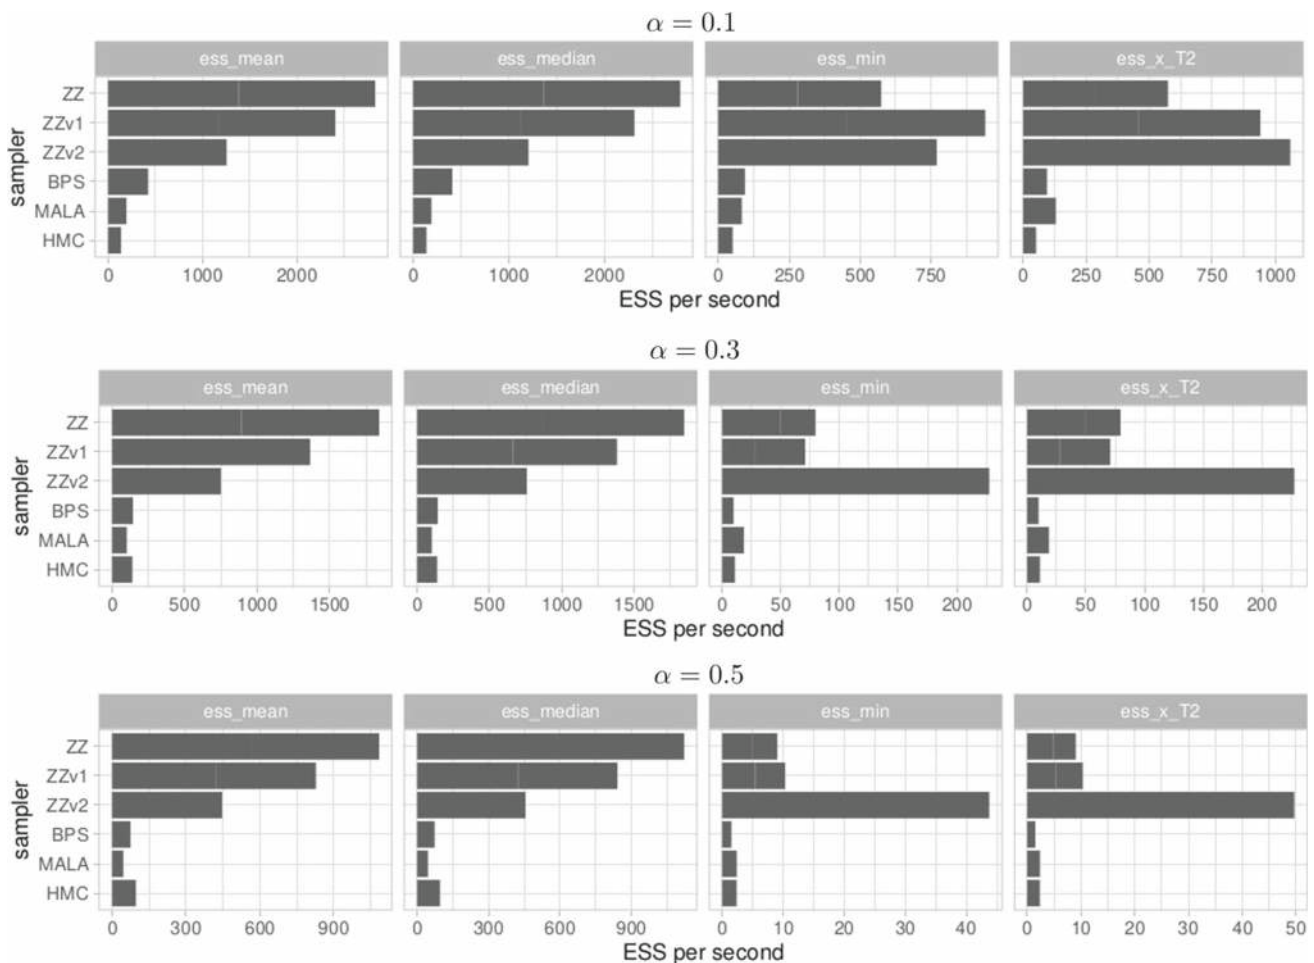 α = 0.1
ess_mean ess_median ess_min ess_x_T2
sampler
ZZ
ZZv1
ZZv2
BPS
MALA
HMC
0 1000 2000 0 1000 2000 0 250 500 750 0 250 500 750 1000
ESS per second
α = 0.3
ess_mean ess_median ess_min ess_x_T2
sampler
ZZ
ZZv1
ZZv2
BPS
MALA
HMC
0 500 1000 1500 0 500 1000 1500 0 50 100 150 200 0 50 100 150 200
ESS per second
α = 0.5
ess_mean ess_median ess_min ess_x_T2
sampler
ZZ
ZZv1
ZZv2
BPS
MALA
HMC
0 300 600 900 0 300 600 900 0 10 20 30 40 0 10 20 30 40 50
ESS per second